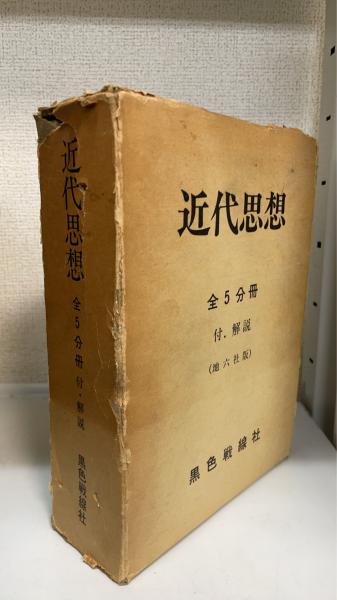 近代思想
全5分冊
付・解説
(地六社版)
黒色戦線社
近代思想 全5分冊 付・解説 黒色戦線社